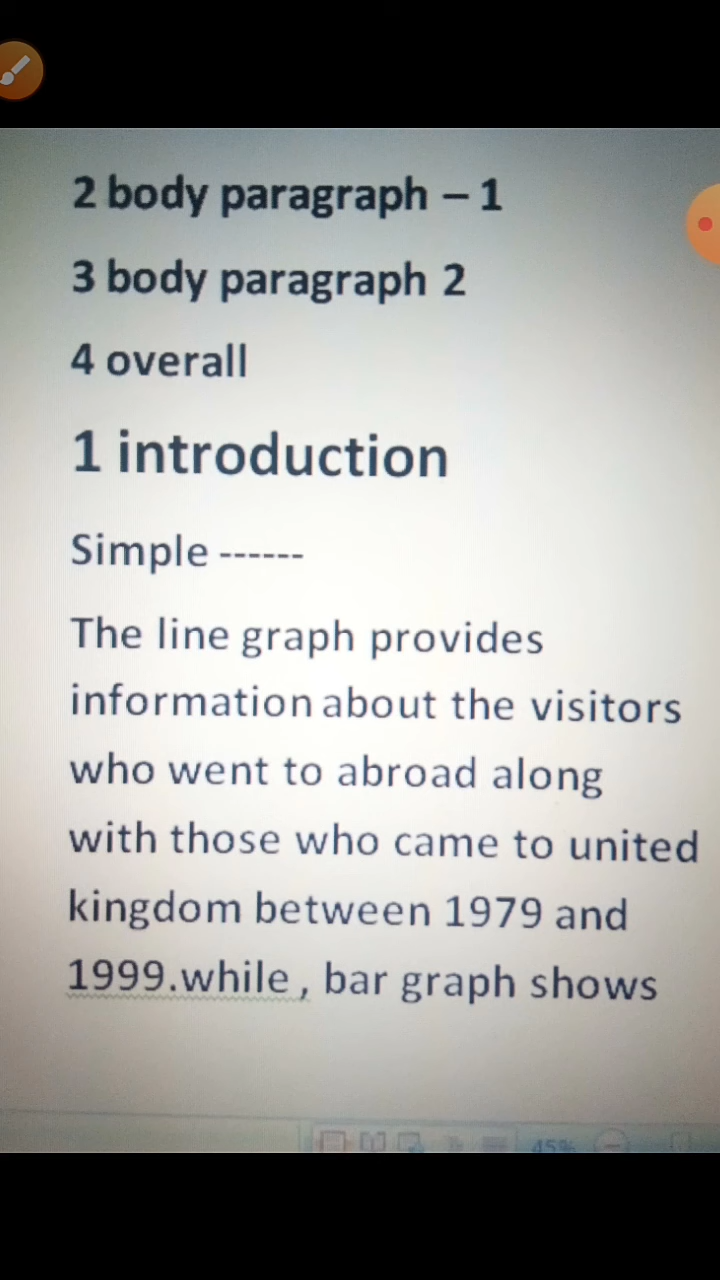 2 body paragraph – 1
3 body paragraph 2
4 overall
1 introduction
Simple ------
The line graph provides
information about the visitors
who went to abroad along
with those who came to united
kingdom between 1979 and
1999.while , bar graph shows
45%